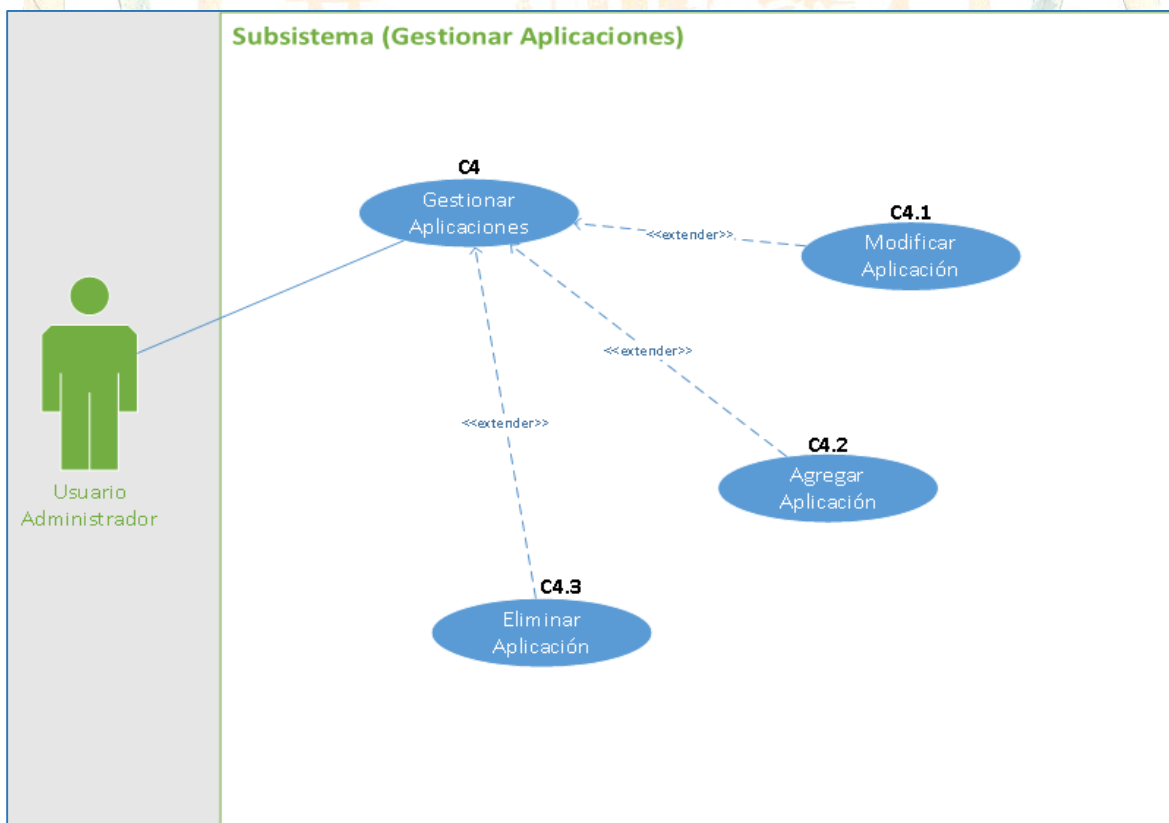 Subsistema (Gestionar Aplicaciones)
C4
Gestionar
Aplicaciones
C4.1
Modificar
Aplicación
<<extender>>
<<extender>>
<<extender>>
C4.2
Agregar
Aplicación
Usuario
Administrador
C4.3
Eliminar
Aplicación